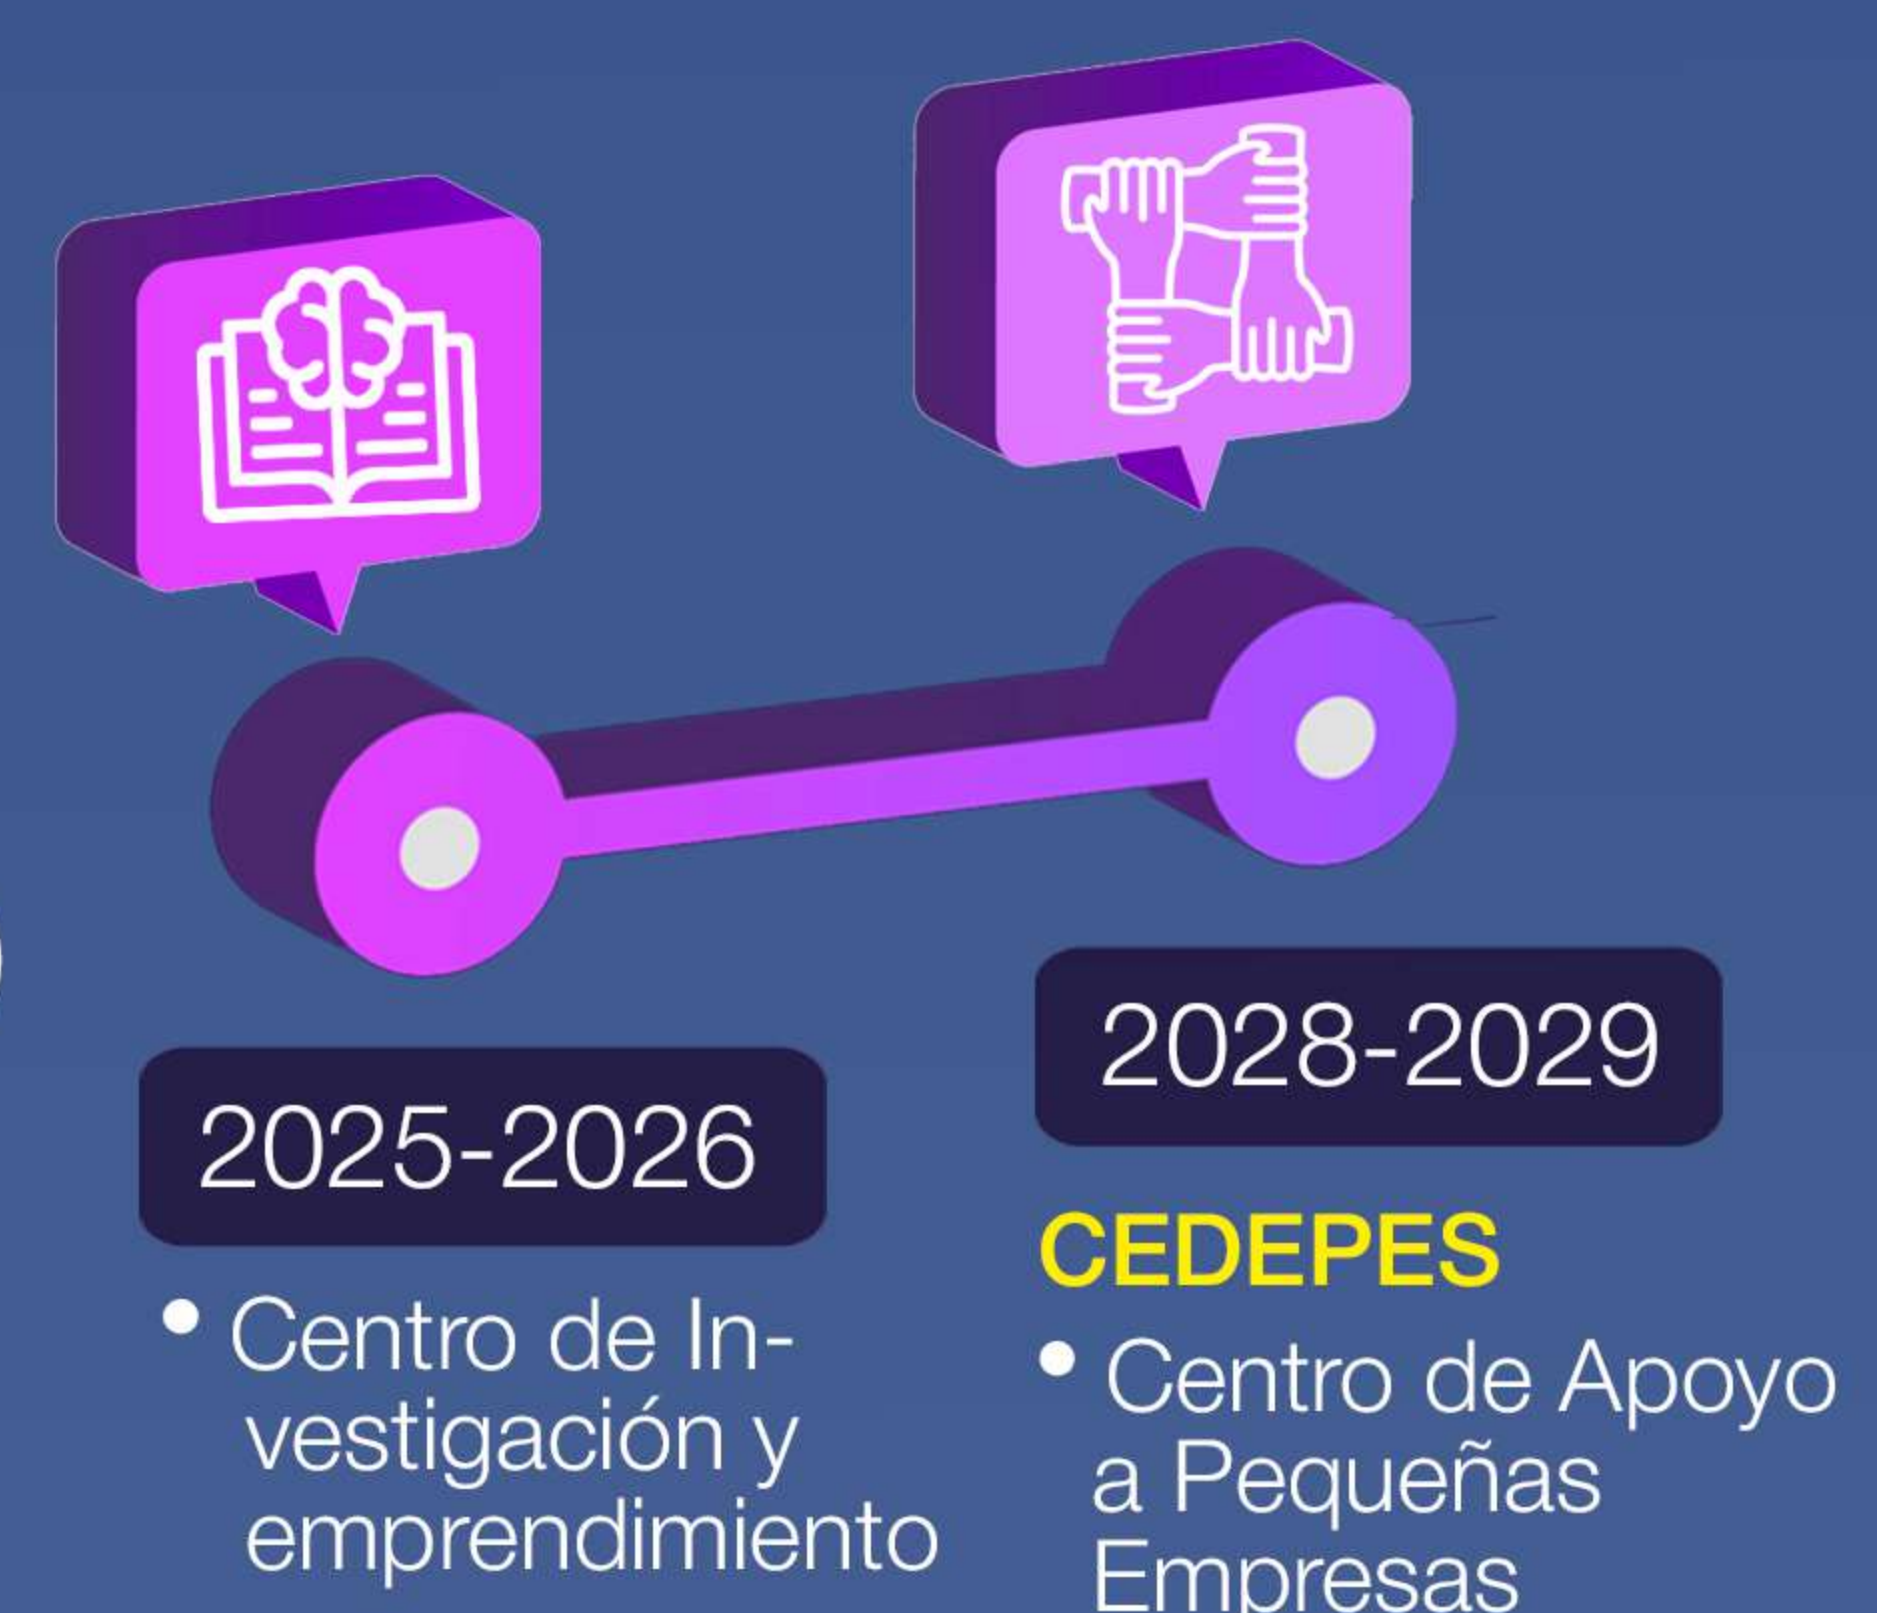 2025-2026
• Centro de In-
vestigación y
emprendimiento
2028-2029
CEDEPES
• Centro de Apoyo
a Pequeñas
Empresas